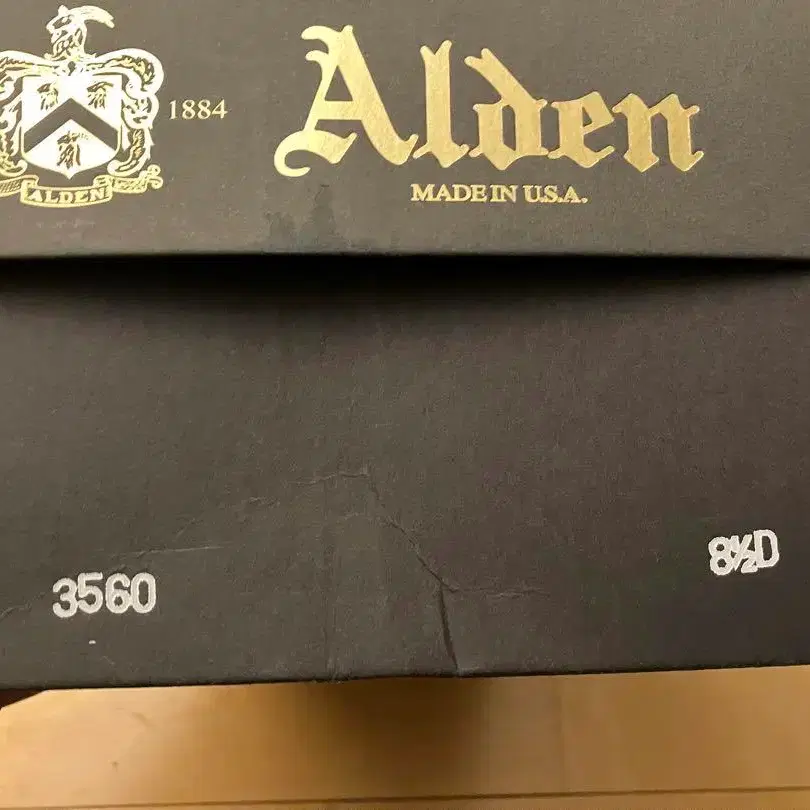 1884
Alden
MADE IN U.S.A.
ALDEN
3560
8½D